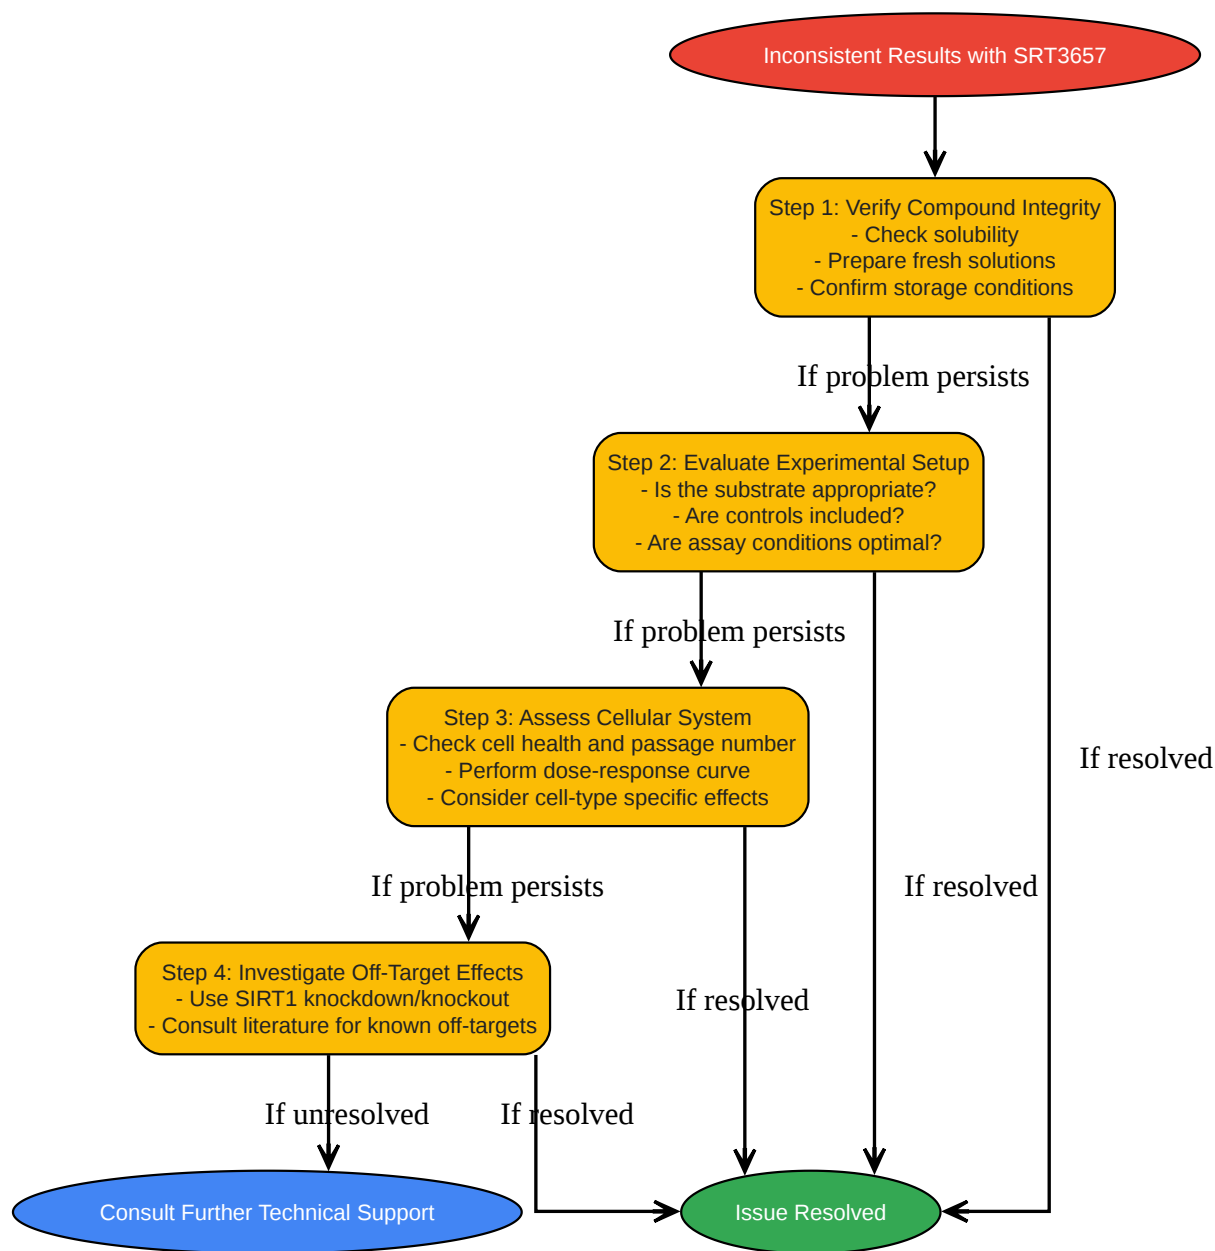 Inconsistent Results with SRT3657
Step 1: Verify Compound Integrity
- Check solubility
- Prepare fresh solutions
- Confirm storage conditions
If problem persists
Step 2: Evaluate Experimental Setup
- Is the substrate appropriate?
- Are controls included?
- Are assay conditions optimal?
If problem persists
Step 3: Assess Cellular System
- Check cell health and passage number
- Perform dose-response curve
- Consider cell-type specific effects
If resolved
If problem persists
If resolved
Step 4: Investigate Off-Target Effects
- Use SIRT1 knockdown/knockout
- Consult literature for known off-targets
If resolved
If unresolved
If resolved
Consult Further Technical Support
Issue Resolved